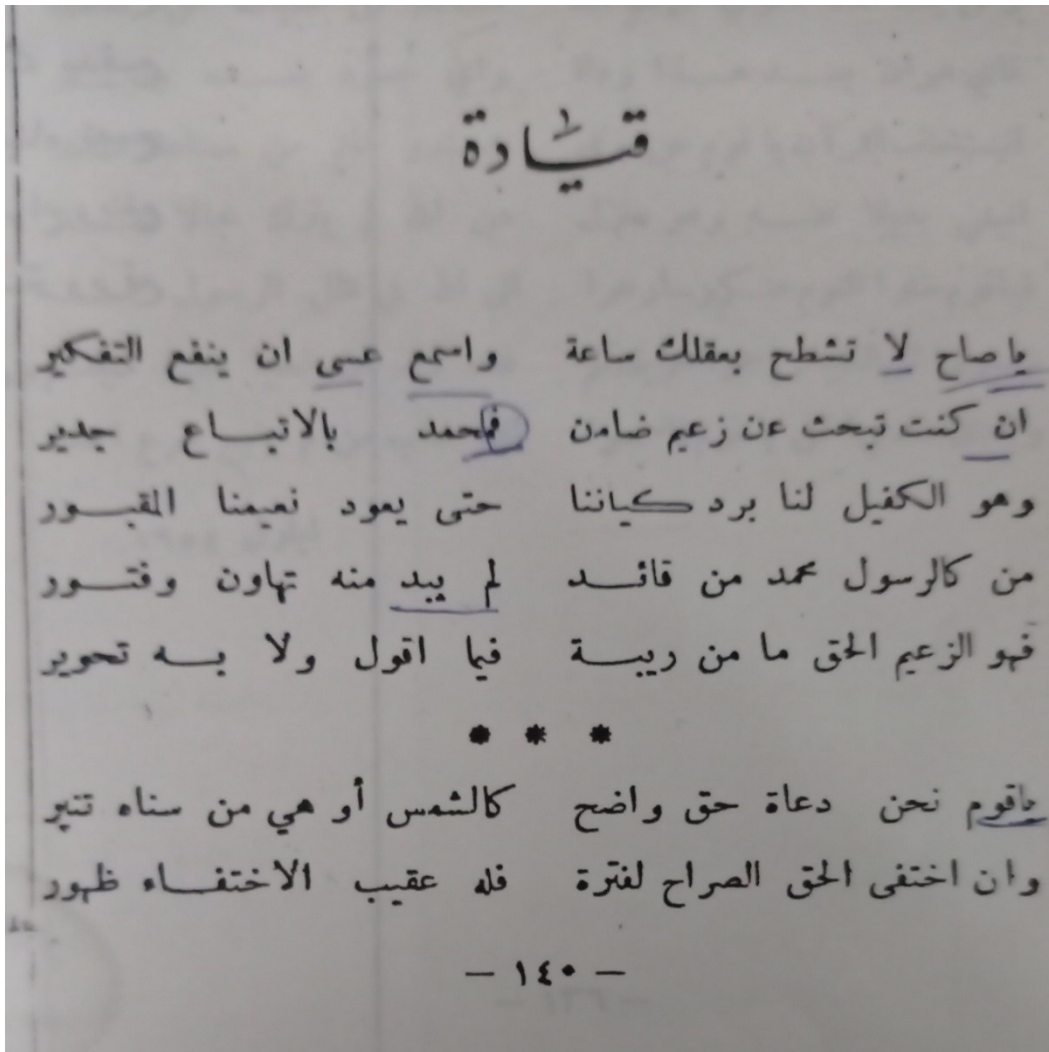 قيادة
ياصاح لا تشطح بعقلك ساعة واسمع عسى ان ينفع التفكير
ان كنت تبحث عن زعيم ضامن فمحمد بالاتباع جدير
وهو الكفيل لنا برد كياننا حتى يعود نعيمنا المقبور
من كالرسول محمد من قائد لم يبد منه تهاون وفتور
فهو الزعيم الحق ما من ريبة فيما اقول ولا به تحوير
* * *
ياقوم نحن دعاة حق واضح كالشمس أو هي من سناه تنير
وان اختفى الحق الصراح لفترة فله عقيب الاختفاء ظهور
- ١٤٠ -